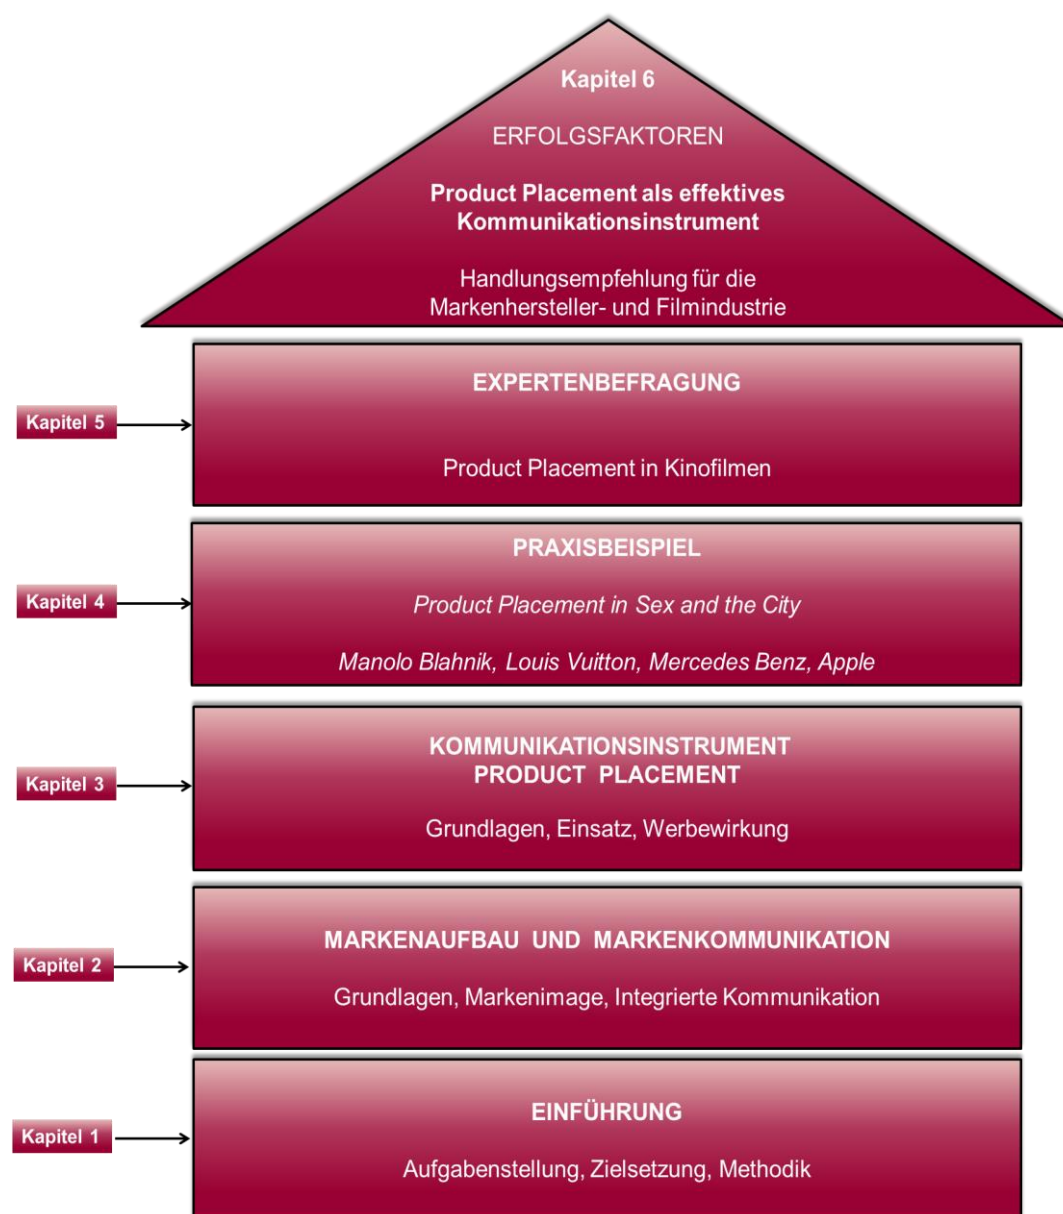 Kapitel 6
ERFOLGSFAKTOREN
Product Placement als effektives
Kommunikationsinstrument
Handlungsempfehlung für die
Markenhersteller- und Filmindustrie
EXPERTENBEFRAGUNG
Kapitel 5
Product Placement in Kinofilmen
PRAXISBEISPIEL
Kapitel 4
Product Placement in Sex and the City
Manolo Blahnik, Louis Vuitton, Mercedes Benz, Apple
KOMMUNIKATIONSINSTRUMENT
PRODUCT PLACEMENT
Kapitel 3
Grundlagen, Einsatz, Werbewirkung
MARKENAUFBAU UND MARKENKOMMUNIKATION
Kapitel 2
Grundlagen, Markenimage, Integrierte Kommunikation
EINFÜHRUNG
Kapitel 1
Aufgabenstellung, Zielsetzung, Methodik